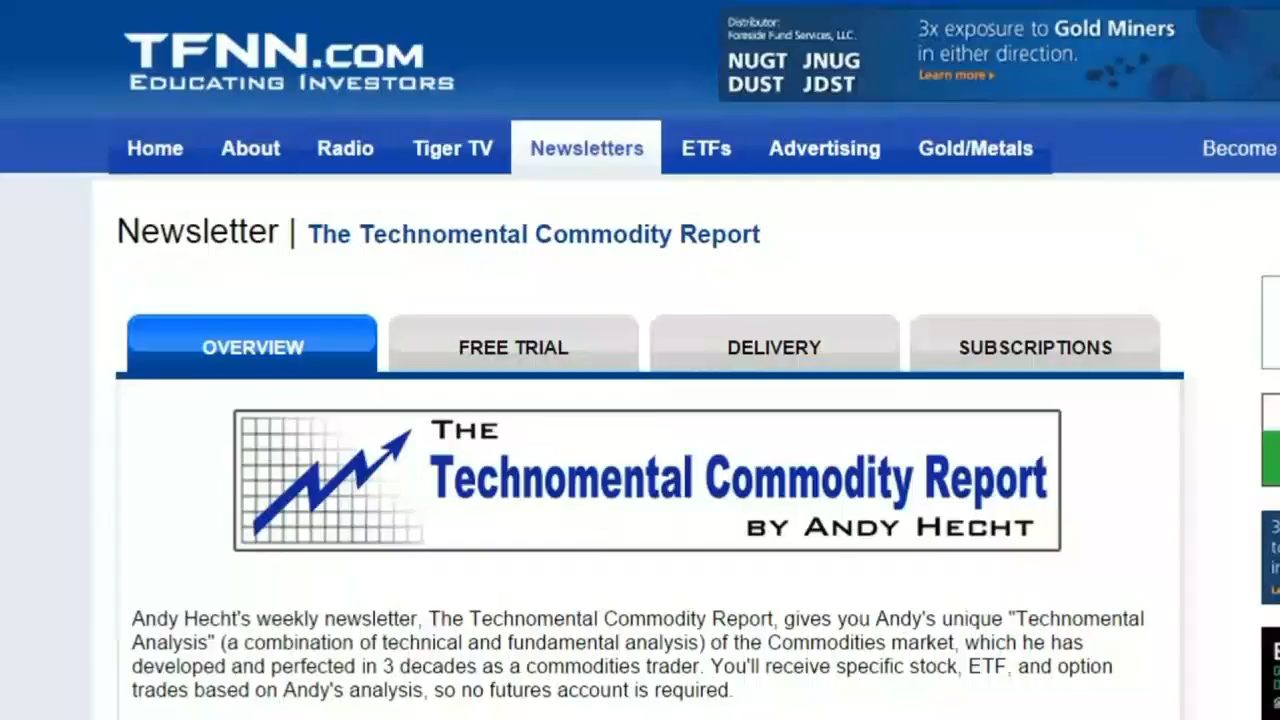 TFNN.COM
EDUCATING INVESTORS
Distributor:
Foreside Fund Services, LLC.
NUGT JNUG
DUST JDST
3x exposure to Gold Miners
in either direction.
Learn more ▸
Home About Radio Tiger TV Newsletters ETFs Advertising Gold/Metals Become
Newsletter | The Technomental Commodity Report
OVERVIEW FREE TRIAL DELIVERY SUBSCRIPTIONS
THE
Technomental Commodity Report
BY ANDY HECHT
Andy Hecht's weekly newsletter, The Technomental Commodity Report, gives you Andy's unique "Technomental
Analysis" (a combination of technical and fundamental analysis) of the Commodities market, which he has
developed and perfected in 3 decades as a commodities trader. You'll receive specific stock, ETF, and option
trades based on Andy's analysis, so no futures account is required.